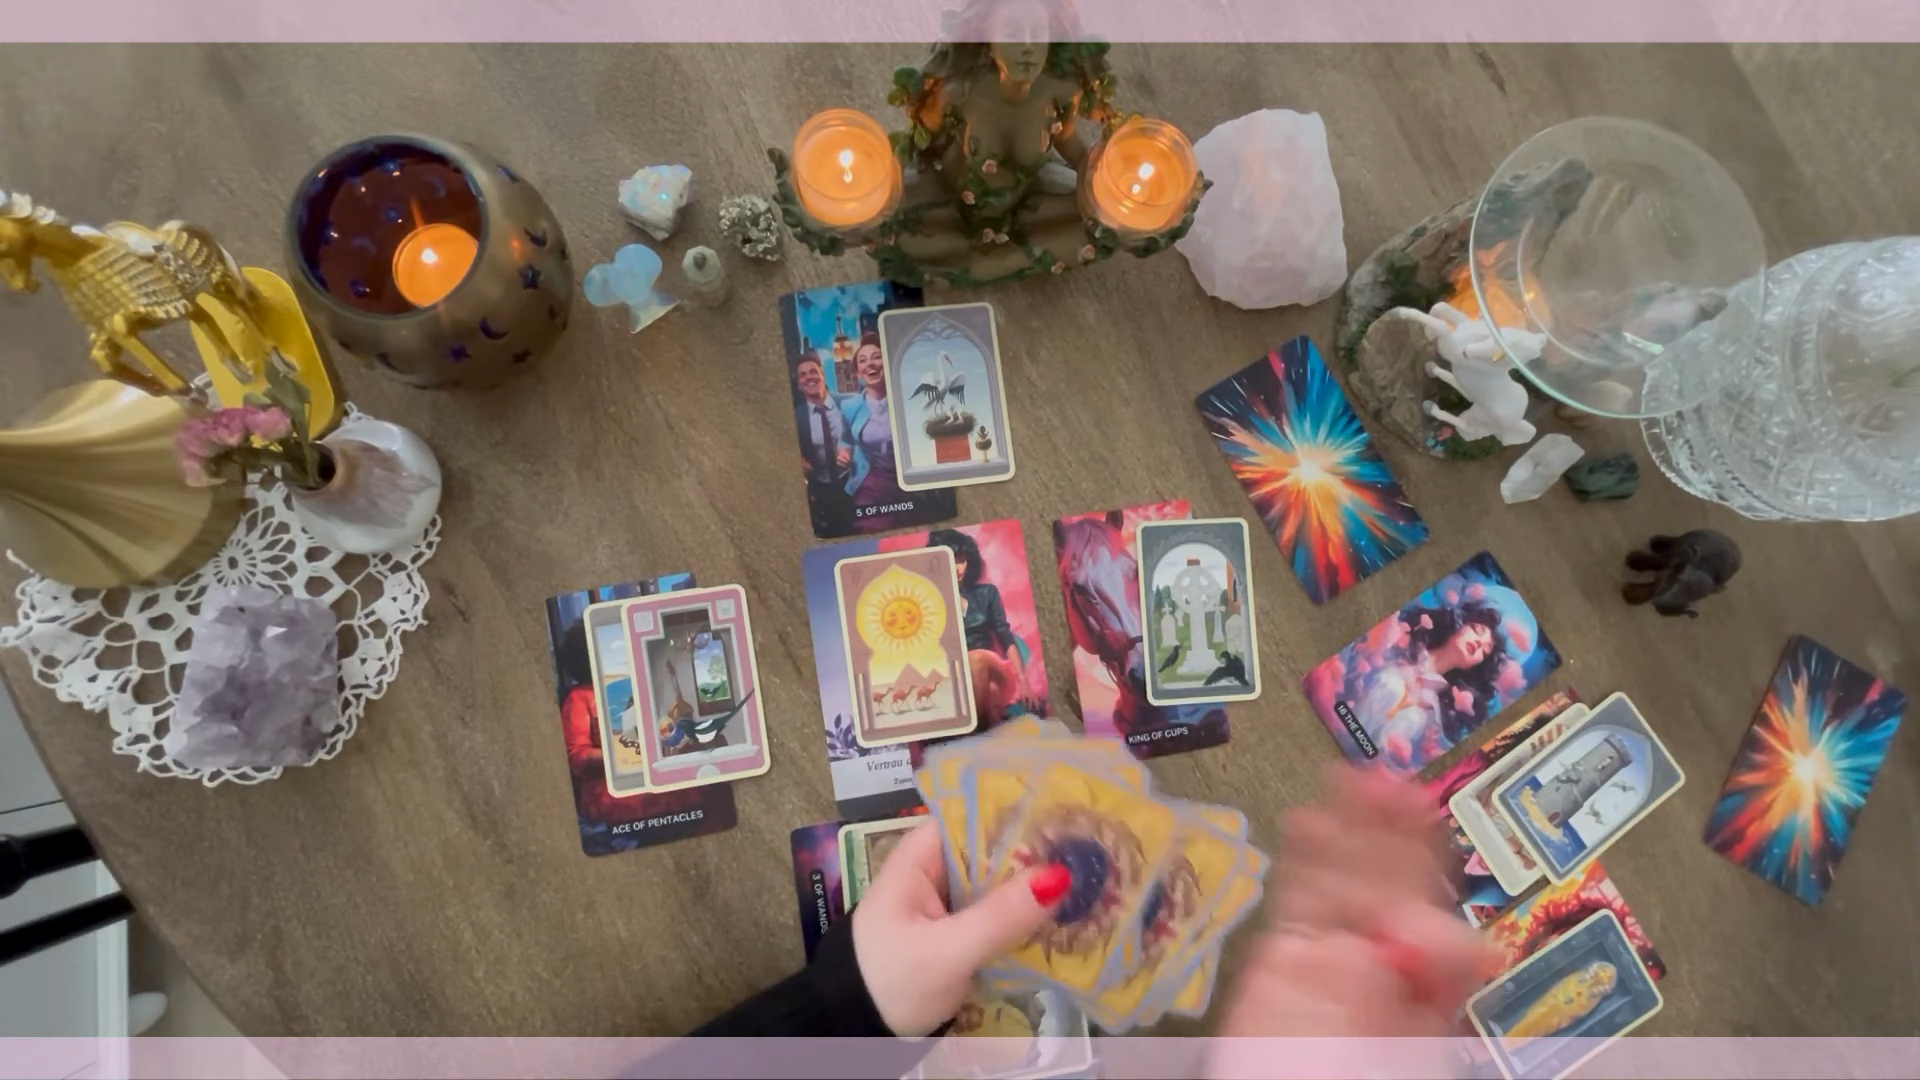 5 OF WANDS
KING OF CUPS
18 THE MOON
Vertrau
ACE OF PENTACLES
3 OF WANDS